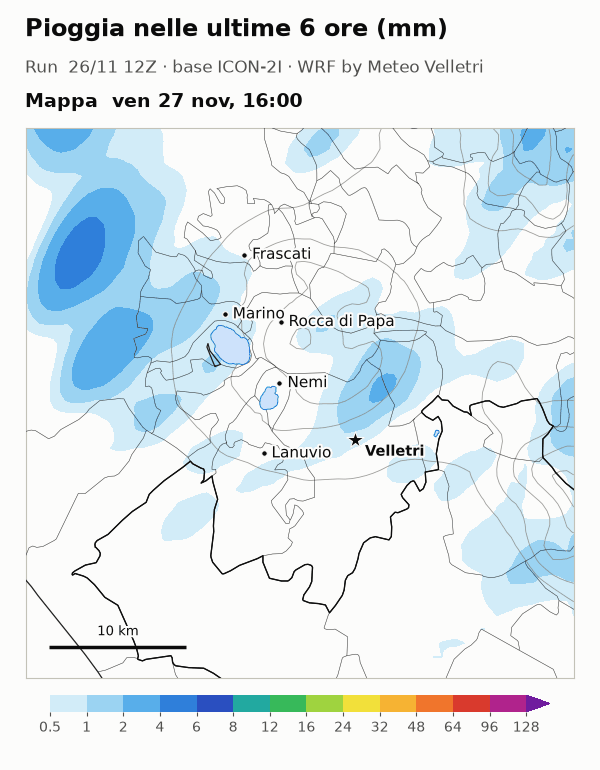 Pioggia nelle ultime 6 ore (mm)
Run  26/11 12Z · base ICON-2I · WRF by Meteo Velletri
Mappa  ven 27 nov, 16:00
Frascati
Marino
Rocca di Papa
Nemi
Velletri
Lanuvio
10 km
0.5 1 2 4 6 8 12 16 24 32 48 64 96 128